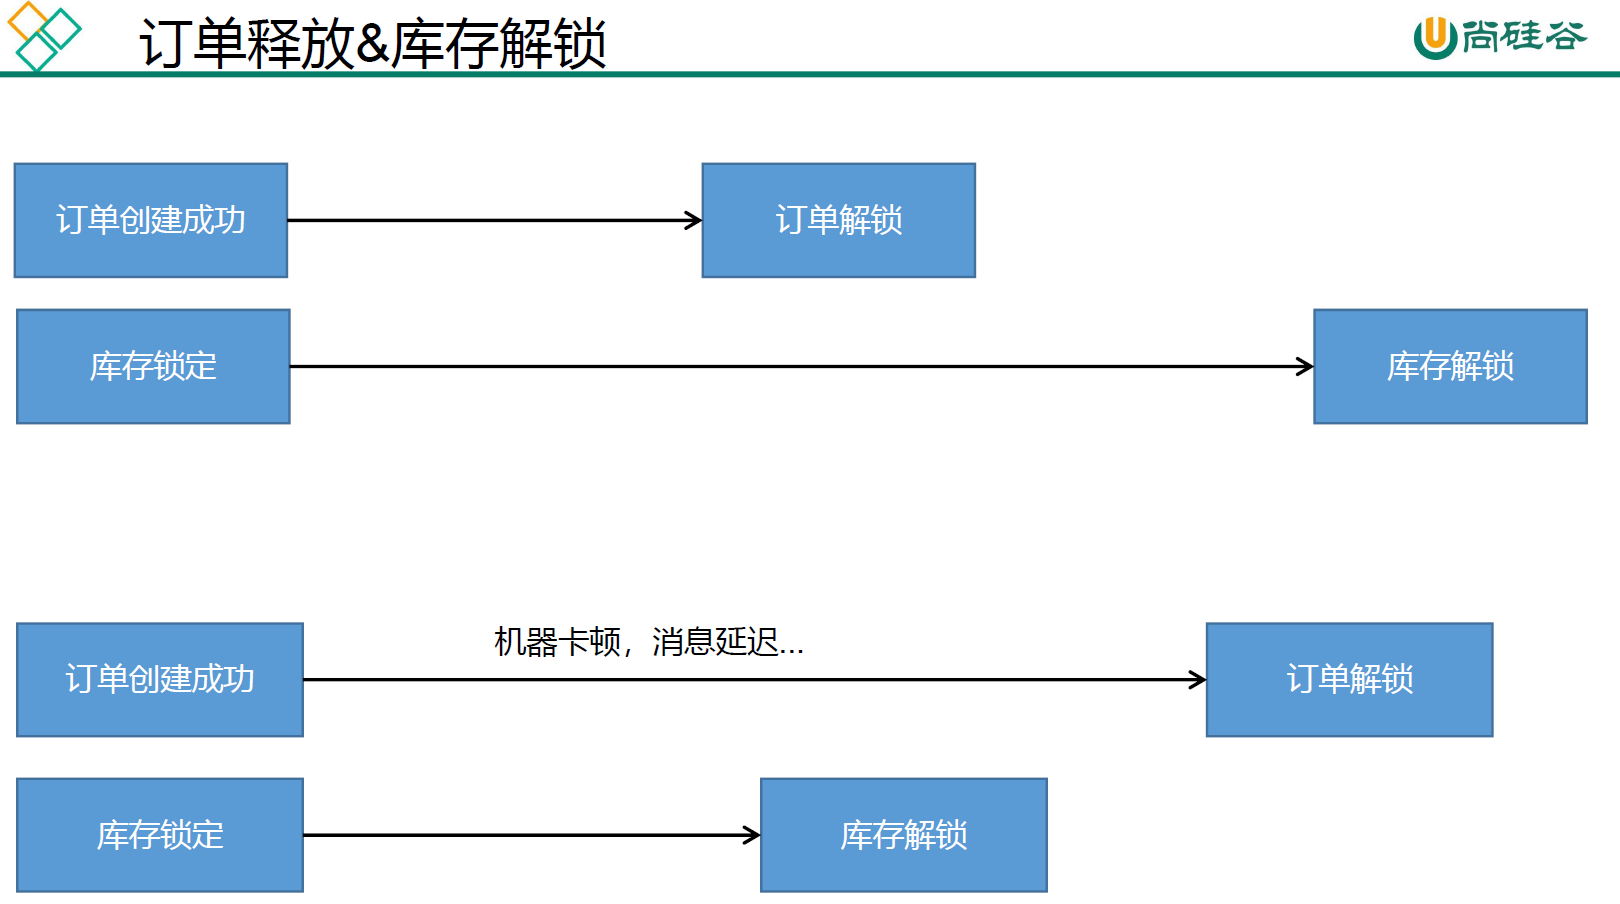 订单释放&库存解锁
尚硅谷
订单创建成功
订单解锁
库存锁定
库存解锁
机器卡顿，消息延迟...
订单创建成功
订单解锁
库存锁定
库存解锁